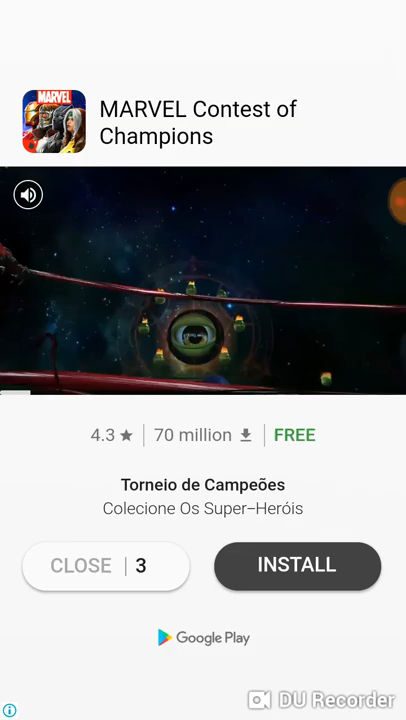 MARVEL
MARVEL Contest of
Champions
4.3 ★ | 70 million | FREE
Torneio de Campeões
Colecione Os Super-Heróis
CLOSE | 3
INSTALL
Google Play
DU Recorder